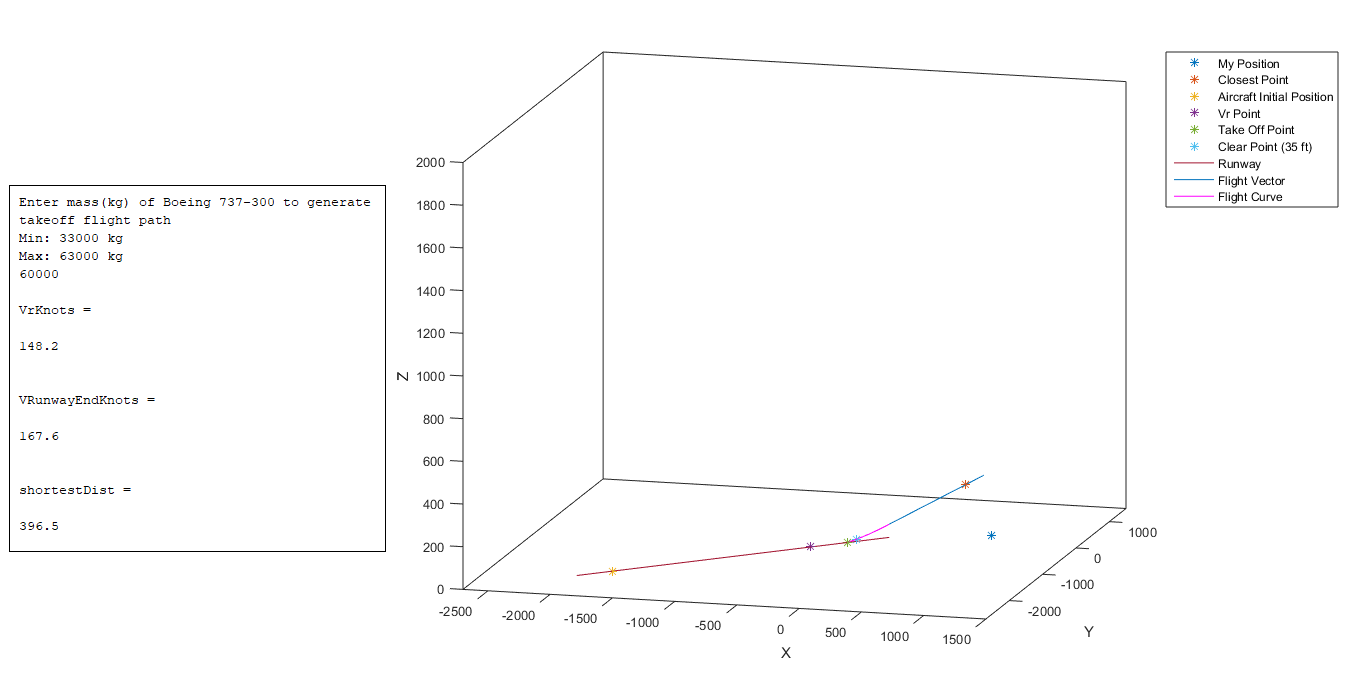 Enter mass(kg) of Boeing 737-300 to generate
takeoff flight path
Min: 33000 kg
Max: 63000 kg
60000
VrKnots =
148.2
VRunwayEndKnots =
167.6
shortestDist =
396.5
2000
1800
1600
1400
1200
1000
800
600
400
200
0
Z
-2500
-2000
-1500
-1000
-500
0
500
1000
1500
X
1000
0
-1000
-2000
Y
My Position
Closest Point
Aircraft Initial Position
Vr Point
Take Off Point
Clear Point (35 ft)
Runway
Flight Vector
Flight Curve